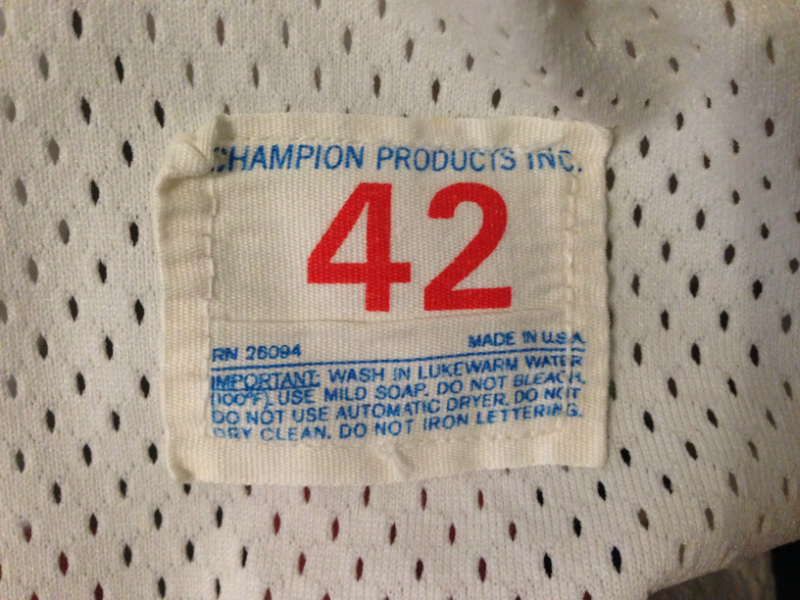 CHAMPION PRODUCTS INC.
42
RN 26094 MADE IN U.S.A.
IMPORTANT: WASH IN LUKEWARM WATER
(100°F). USE MILD SOAP. DO NOT BLEACH.
DO NOT USE AUTOMATIC DRYER. DO NOT
DRY CLEAN. DO NOT IRON LETTERING.